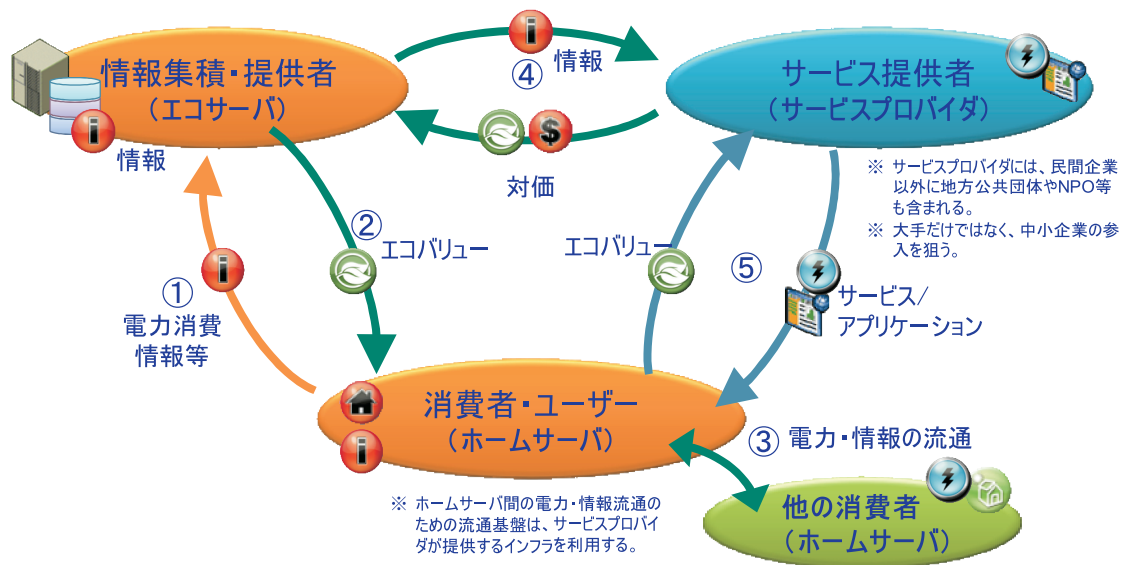 情報集積・提供者
（エコサーバ）
情報
④
情報
対価
サービス提供者
（サービスプロバイダ）
※ サービスプロバイダには、民間企業
以外に地方公共団体やNPO等
も含まれる。
※ 大手だけではなく、中小企業の参
入を狙う。
①
電力消費
情報等
②
エコバリュー
エコバリュー
⑤
サービス/
アプリケーション
消費者・ユーザー
（ホームサーバ）
③ 電力・情報の流通
※ ホームサーバ間の電力・情報流通の
ための流通基盤は、サービスプロバイ
ダが提供するインフラを利用する。
他の消費者
（ホームサーバ）